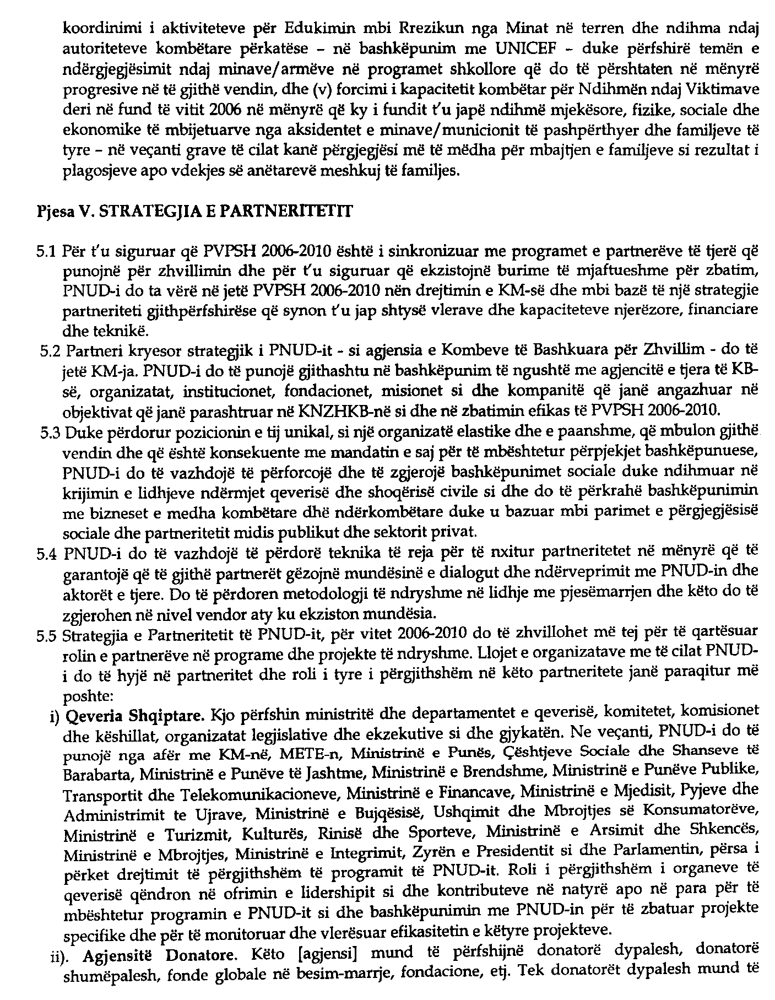 koordinimi i aktiviteteve për Edukimin mbi Rrezikun nga Minat në terren dhe ndihma ndaj
autoriteteve kombëtare përkatëse – në bashkëpunim me UNICEF – duke përfshirë temën e
ndërgjegjësimit ndaj minave/armëve në programet shkollore që do të përshtaten në mënyrë
progresive në të gjithë vendin, dhe (v) forcimi i kapacitetit kombëtar për Ndihmën ndaj Viktimave
deri në fund të vitit 2006 në mënyrë që ky i fundit t'u japë ndihmë mjekësore, fizike, sociale dhe
ekonomike të mbijetuarve nga aksidentet e minave/municionit të pashpërthyer dhe familjeve të
tyre – në veçanti grave të cilat kanë përgjegjësi më të mëdha për mbajtjen e familjeve si rezultat i
plagosjeve apo vdekjes së anëtarevë meshkuj të familjes.
Pjesa V. STRATEGJIA E PARTNERITETIT
5.1 Për t'u siguruar që PVPSH 2006-2010 është i sinkronizuar me programet e partnerëve të tjerë që
punojnë për zhvillimin dhe për t'u siguruar që ekzistojnë burime të mjaftueshme për zbatim,
PNUD-i do ta vërë në jetë PVPSH 2006-2010 nën drejtimin e KM-së dhe mbi bazë të një strategjie
partneriteti gjithpërfshirëse që synon t'u jap shtysë vlerave dhe kapaciteteve njerëzore, financiare
dhe teknikë.
5.2 Partneri kryesor strategjik i PNUD-it - si agjensia e Kombeve të Bashkuara për Zhvillim - do të
jetë KM-ja. PNUD-i do të punojë gjithashtu në bashkëpunim të ngushtë me agjencitë e tjera të KB-
së, organizatat, institucionet, fondacionet, misionet si dhe kompanitë që janë angazhuar në
objektivat që janë parashtruar në KNZHKB-në si dhe në zbatimin efikas të PVPSH 2006-2010.
5.3 Duke përdorur pozicionin e tij unikal, si një organizatë elastike dhe e paanshme, që mbulon gjithë
vendin dhe që është konsekuente me mandatin e saj për të mbështetur përpjekjet bashkëpunuese,
PNUD-i do të vazhdojë të përforcojë dhe të zgjerojë bashkëpunimet sociale duke ndihmuar në
krijimin e lidhjeve ndërmjet qeverisë dhe shoqërisë civile si dhe do të përkrahë bashkëpunimin
me bizneset e medha kombëtare dhë ndërkombëtare duke u bazuar mbi parimet e përgjegjësisë
sociale dhe partneritetit midis publikut dhe sektorit privat.
5.4 PNUD-i do të vazhdojë të përdorë teknika të reja për të nxitur partneritetet në mënyrë që të
garantojë që të gjithë partnerët gëzojnë mundësinë e dialogut dhe ndërveprimit me PNUD-in dhe
aktorët e tjere. Do të përdoren metodologji të ndryshme në lidhje me pjesëmarrjen dhe këto do të
zgjerohen në nivel vendor aty ku ekziston mundësia.
5.5 Strategjia e Partneritetit të PNUD-it, për vitet 2006-2010 do të zhvillohet më tej për të qartësuar
rolin e partnerëve në programe dhe projekte të ndryshme. Llojet e organizatave me të cilat PNUD-
i do të hyjë në partneritet dhe roli i tyre i përgjithshëm në këto partneritete janë paraqitur më
poshte:
i) Qeveria Shqiptare. Kjo përfshin ministritë dhe departamentet e qeverisë, komitetet, komisionet
dhe këshillat, organizatat legjislative dhe ekzekutive si dhe gjykatën. Ne veçanti, PNUD-i do të
punojë nga afër me KM-në, METE-n, Ministrinë e Punës, Çështjeve Sociale dhe Shanseve të
Barabarta, Ministrinë e Punëve të Jashtme, Ministrinë e Brendshme, Ministrinë e Punëve Publike,
Transportit dhe Telekomunikacioneve, Ministrinë e Financave, Ministrinë e Mjedisit, Pyjeve dhe
Administrimit te Ujrave, Ministrinë e Bujqësisë, Ushqimit dhe Mbrojtjes së Konsumatorëve,
Ministrinë e Turizmit, Kulturës, Rinisë dhe Sporteve, Ministrinë e Arsimit dhe Shkencës,
Ministrinë e Mbrojtjes, Ministrinë e Integrimit, Zyrën e Presidentit si dhe Parlamentin, përsa i
përket drejtimit të përgjithshëm të programit të PNUD-it. Roli i përgjithshëm i organeve të
qeverisë qëndron në ofrimin e lidershipit si dhe kontributeve në natyrë apo në para për të
mbështetur programin e PNUD-it si dhe bashkëpunimin me PNUD-in për të zbatuar projekte
specifike dhe për të monitoruar dhe vlerësuar efikasitetin e këtyre projekteve.
ii). Agjensitë Donatore. Këto [agjensi] mund të përfshijnë donatorë dypalesh, donatorë
shumëpalesh, fonde globale në besim-marrje, fondacione, etj. Tek donatorët dypalesh mund të